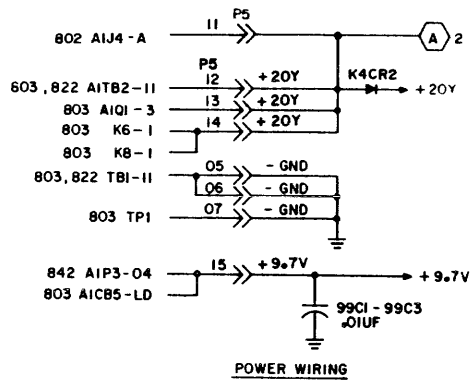 P5
802 A1J4-A 11 A 2
P5 K4CR2
603, 822 A1TB2-11 12 +20Y +20Y
803 A1Q1-3 13 +20Y
803 K6-1 14 +20Y
803 K8-1
803, 822 TB1-11 05 - GND
06 - GND
803 TP1 07 - GND
842 A1P3-04 15 +9.7V +9.7V
803 A1CB5-LD
99C1-99C3
.01UF
POWER WIRING